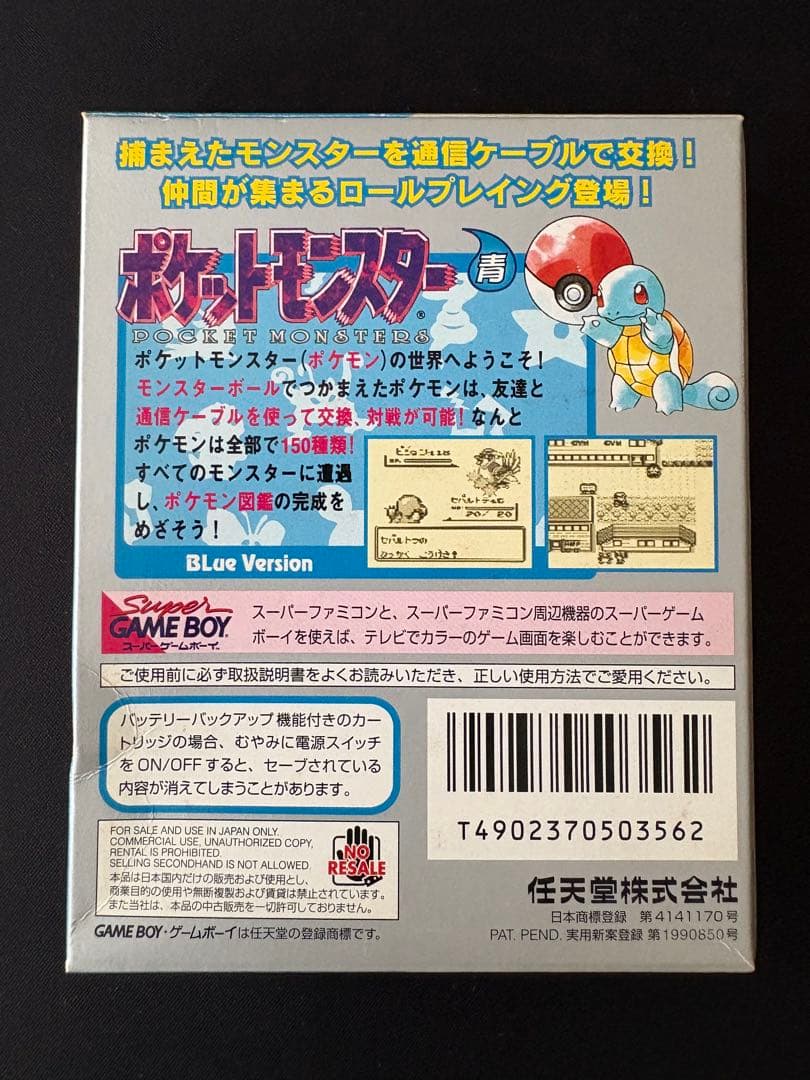 捕まえたモンスターを通信ケーブルで交換！
仲間が集まるロールプレイング登場！
ポケットモンスター® 青
POCKET MONSTERS
ポケットモンスター(ポケモン)の世界へようこそ!
モンスターボールでつかまえたポケモンは、友達と
通信ケーブルを使って交換、対戦が可能! なんと
ポケモンは全部で150種類!
すべてのモンスターに遭遇
し、ポケモン図鑑の完成を
めざそう！
20/20
GYM
BLue Version
Super
GAME BOY®
スーパーゲームボーイ®
スーパーファミコンと、スーパーファミコン周辺機器のスーパーゲーム
ボーイを使えば、テレビでカラーのゲーム画面を楽しむことができます。
ご使用前に必ず取扱説明書をよくお読みいただき、正しい使用方法でご愛用ください。
バッテリーバックアップ機能付きのカー
トリッジの場合、むやみに電源スイッチ
をON/OFFすると、セーブされている
内容が消えてしまうことがあります。
T4902370503562
FOR SALE AND USE IN JAPAN ONLY.
COMMERCIAL USE, UNAUTHORIZED COPY,
RENTAL IS PROHIBITED.
SELLING SECONDHAND IS NOT ALLOWED.
本品は日本国内だけの販売および使用とし、
商業目的の使用や無断複製および賃貸は禁止されています。
また当社は、本品の中古販売を一切許可しておりません。
NO
RESALE
GAME BOY・ゲームボーイは任天堂の登録商標です。
任天堂株式会社
日本商標登録 第4141170号
PAT. PEND. 実用新案登録 第1990850号